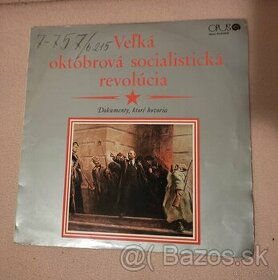 OPUS
Veľká
októbrová socialistická
revolúcia
Dokumenty, ktoré hovoria
Bazos.sk